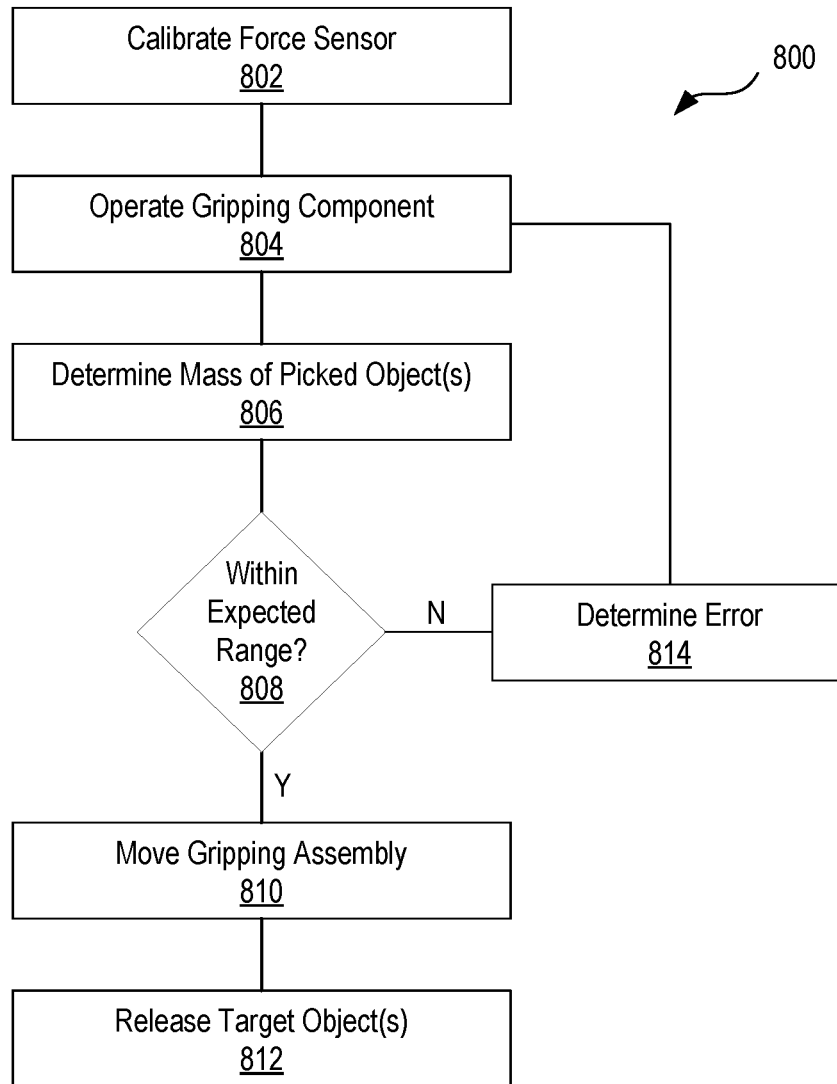 Calibrate Force Sensor
802
800
Operate Gripping Component
804
Determine Mass of Picked Object(s)
806
Within
Expected
Range?
808
N
Determine Error
814
Y
Move Gripping Assembly
810
Release Target Object(s)
812